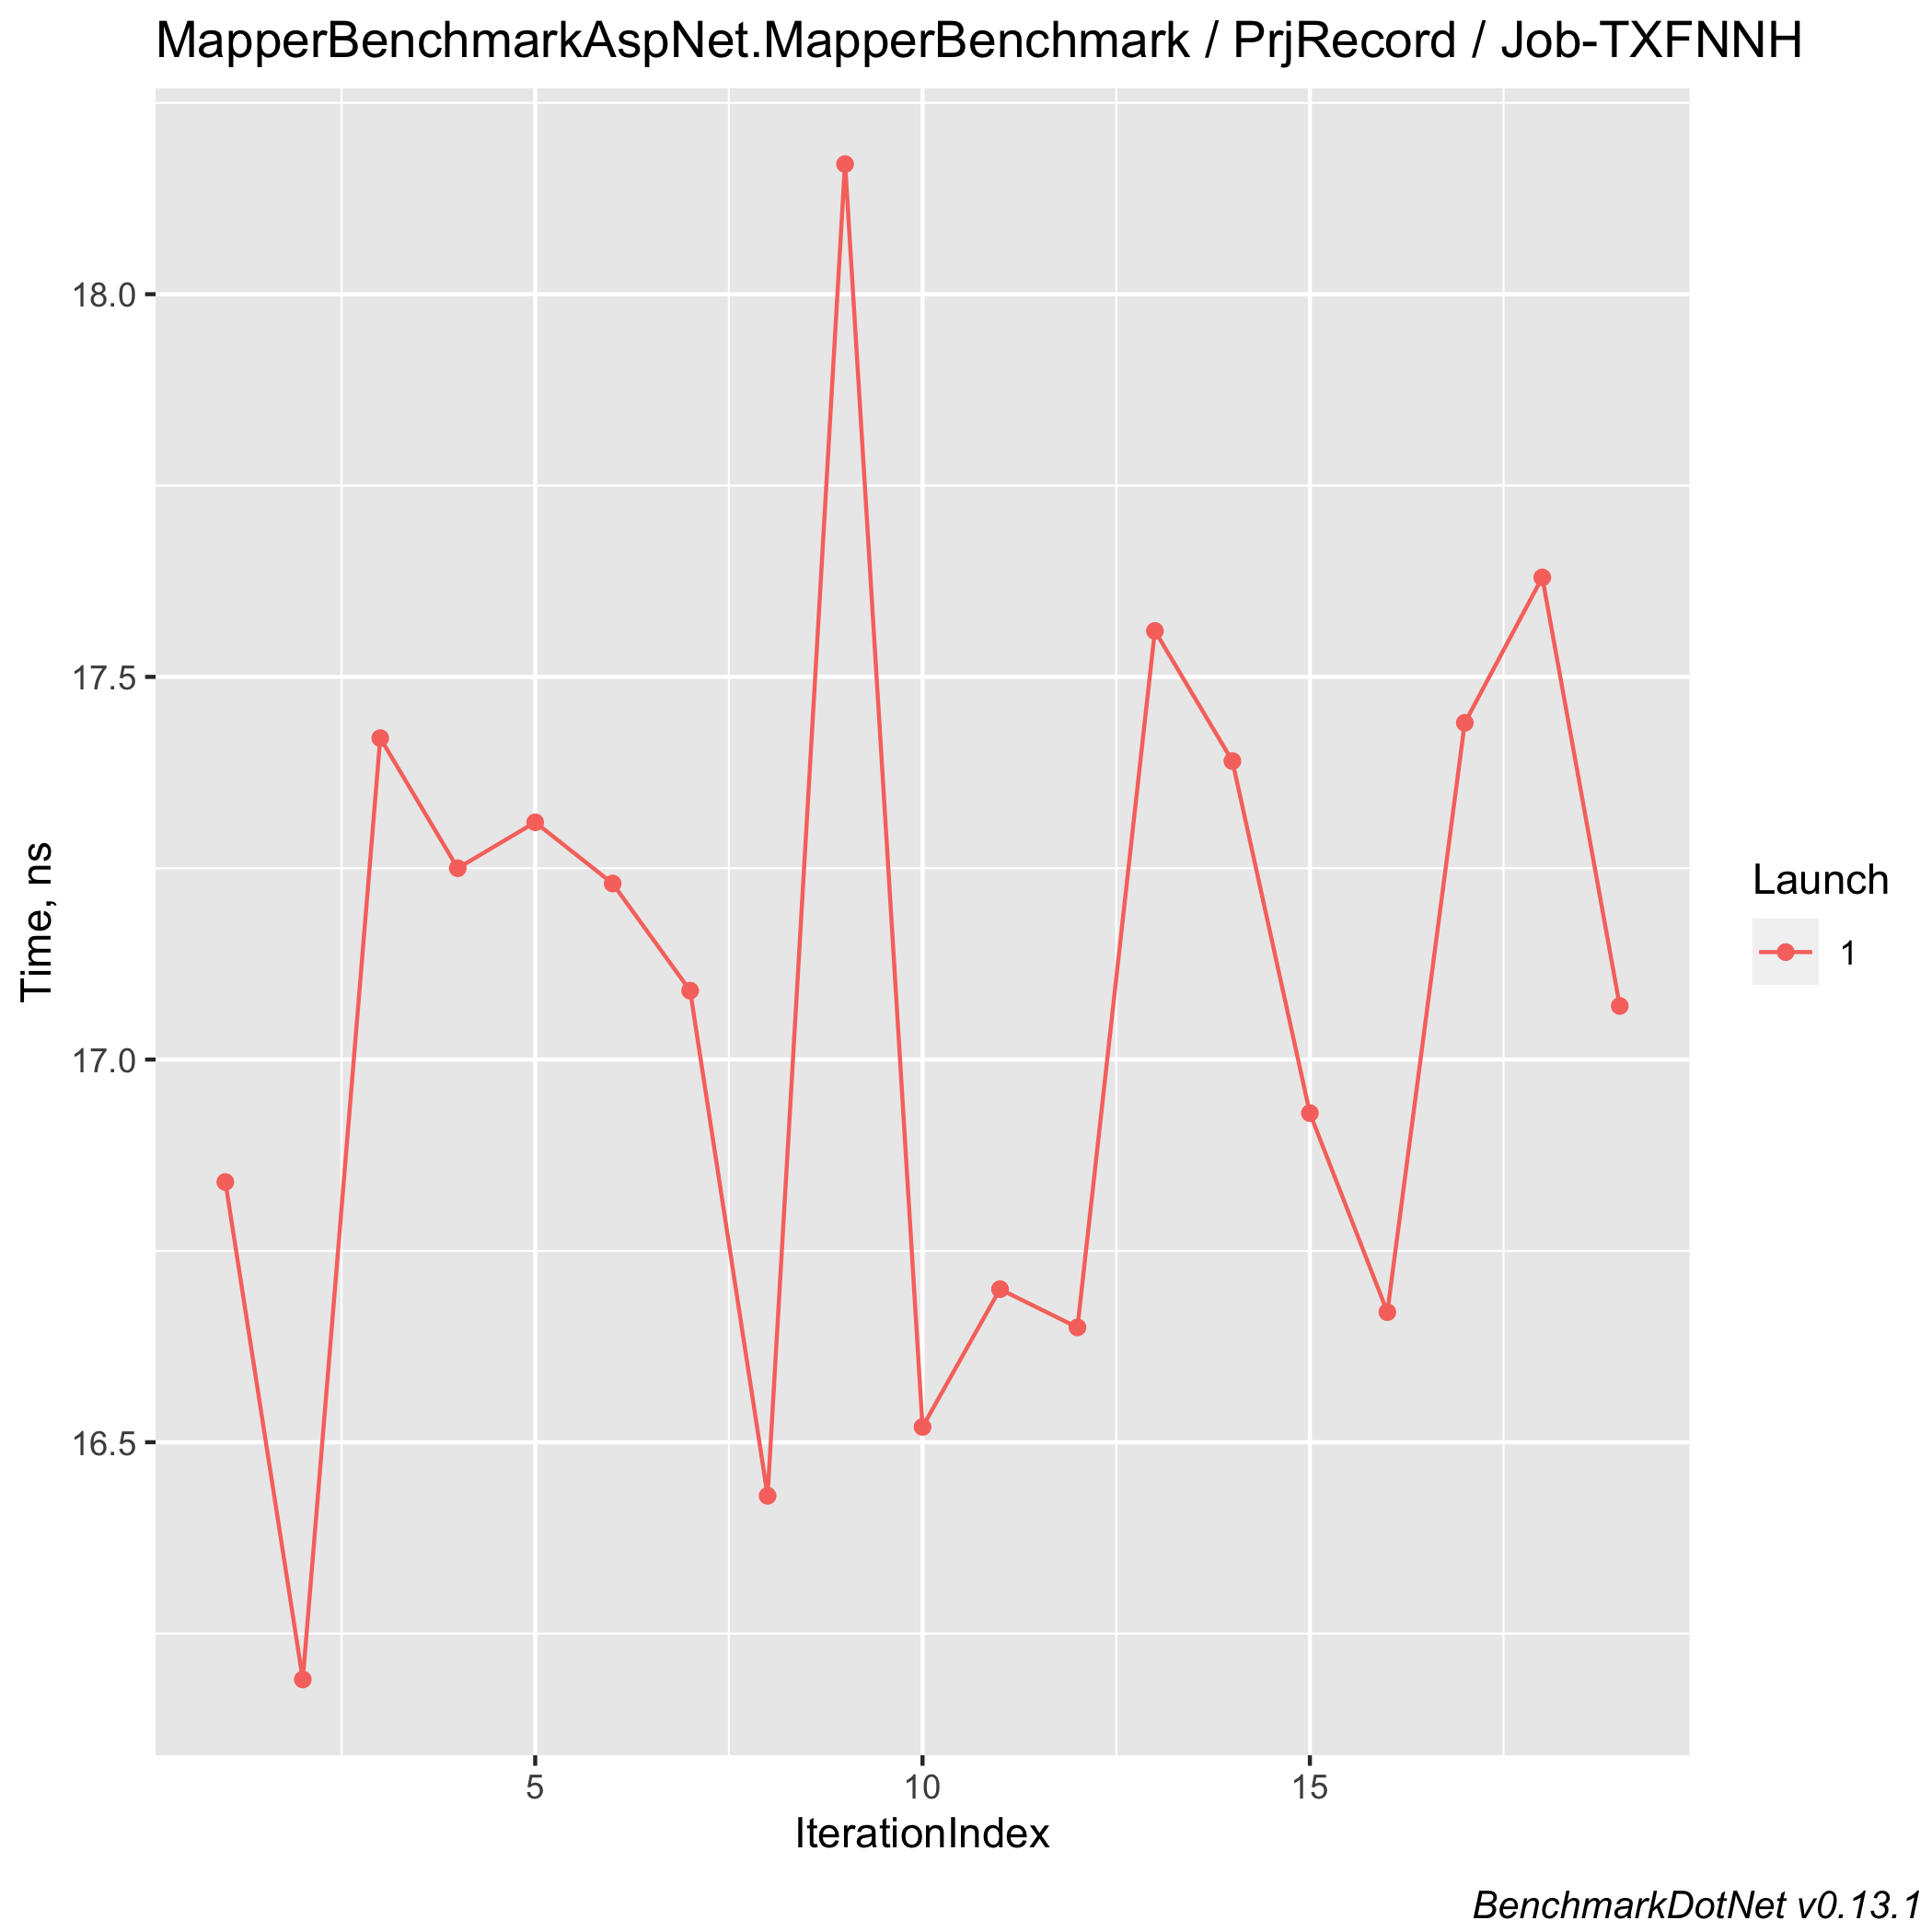 MapperBenchmarkAspNet.MapperBenchmark / PrjRecord / Job-TXFNNH
18.0
17.5
17.0
16.5
Time, ns
5 10 15
IterationIndex
Launch
1
BenchmarkDotNet v0.13.1